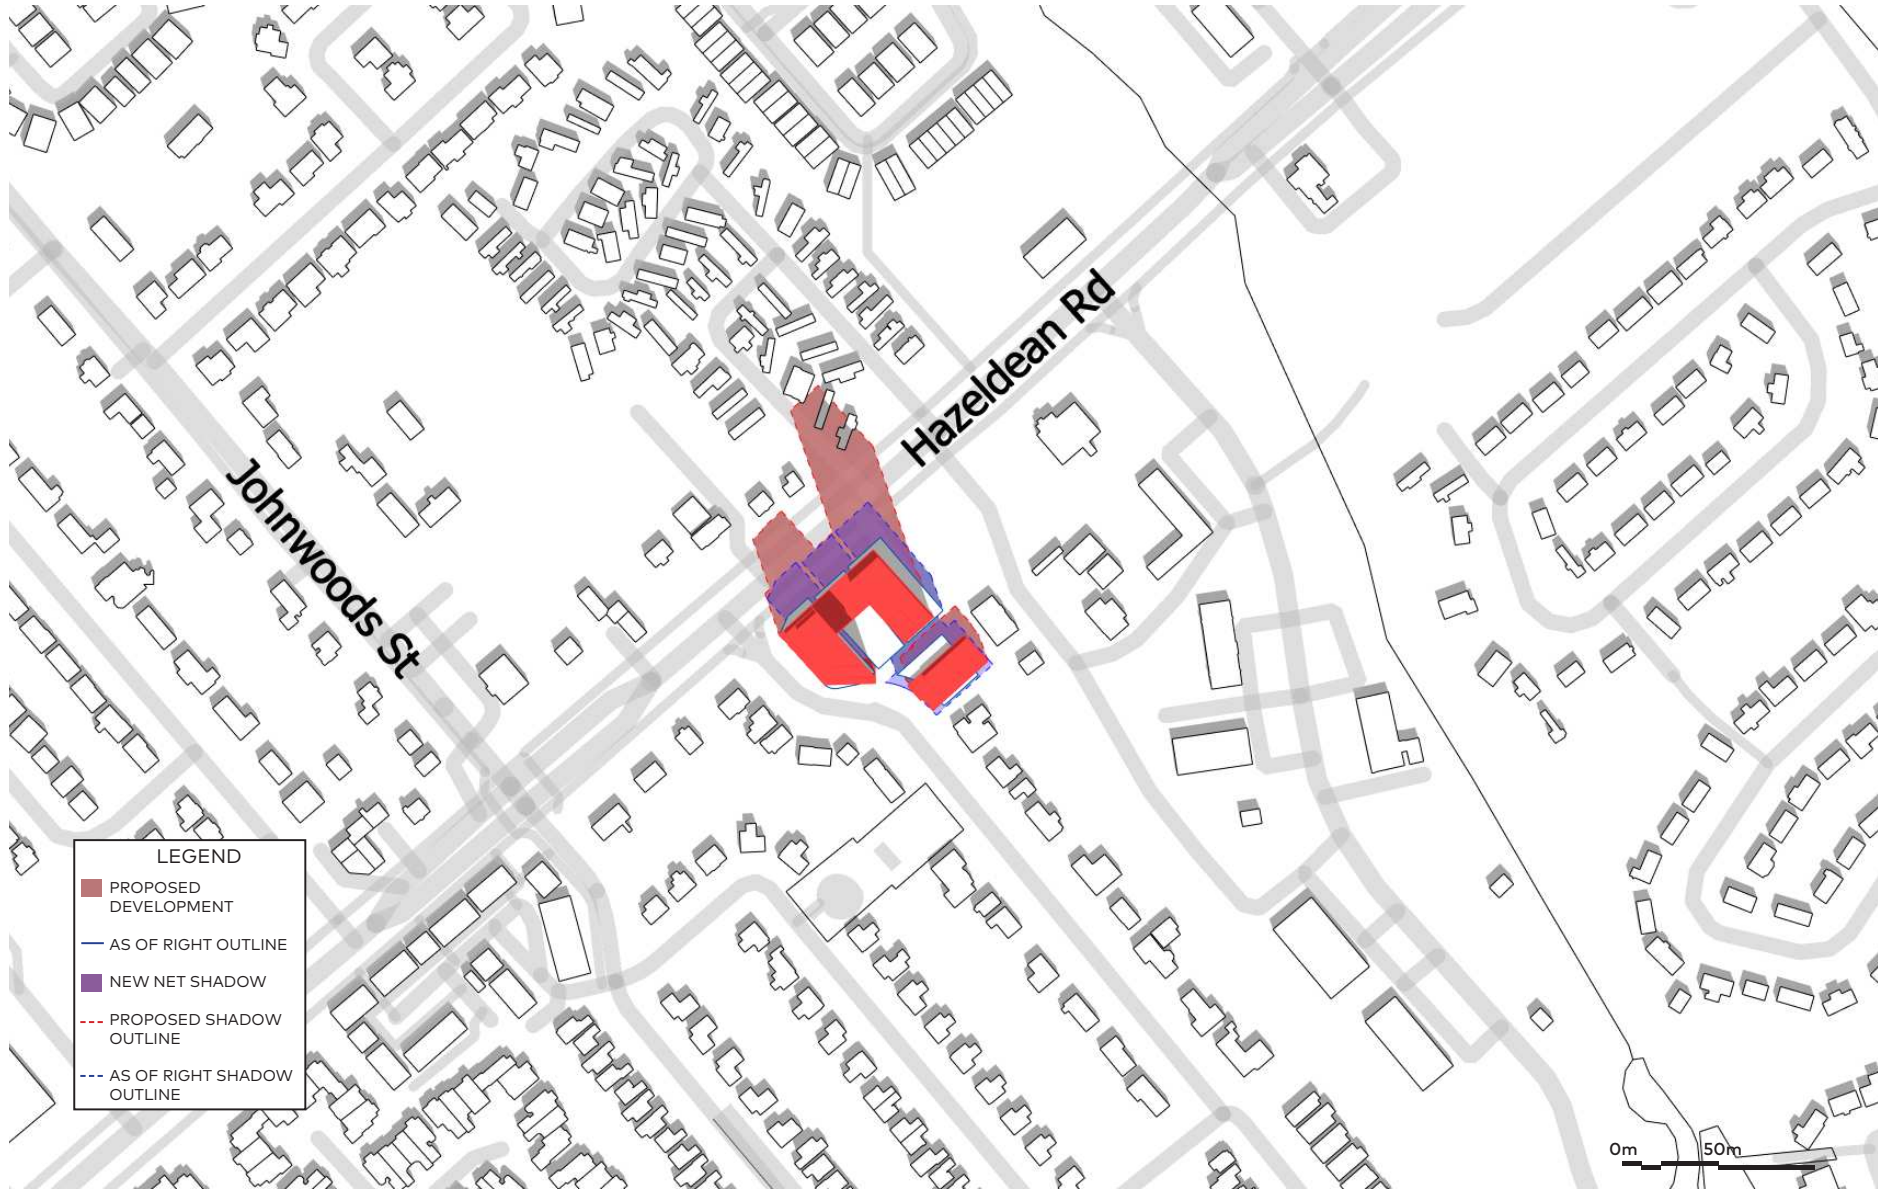 Hazeldean Rd
Johnwoods St
LEGEND
PROPOSED
DEVELOPMENT
AS OF RIGHT OUTLINE
NEW NET SHADOW
PROPOSED SHADOW
OUTLINE
AS OF RIGHT SHADOW
OUTLINE
0m 50m